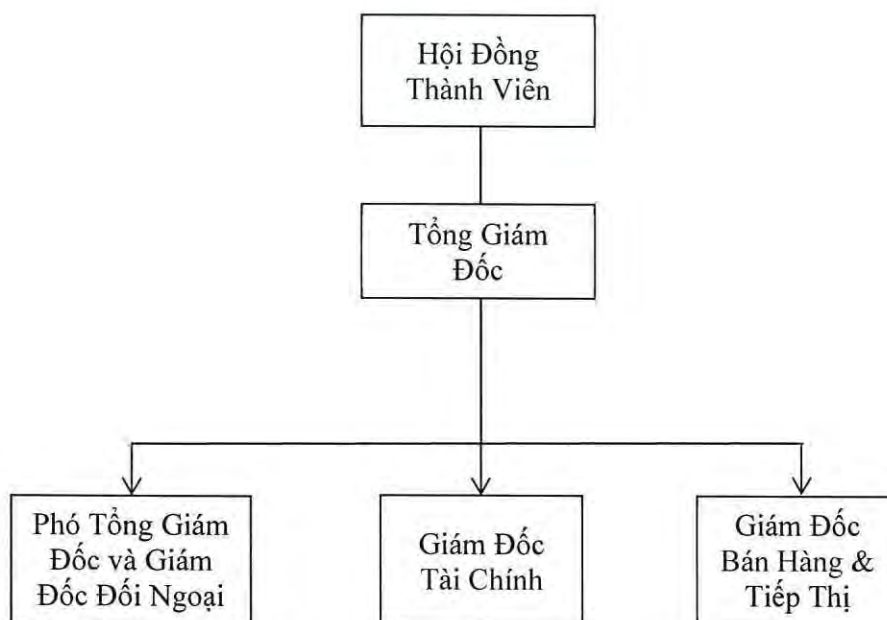 Hội Đồng
Thành Viên
Tổng Giám
Đốc
Phó Tổng Giám
Đốc và Giám
Đốc Đối Ngoại
Giám Đốc
Tài Chính
Giám Đốc
Bán Hàng &
Tiếp Thị